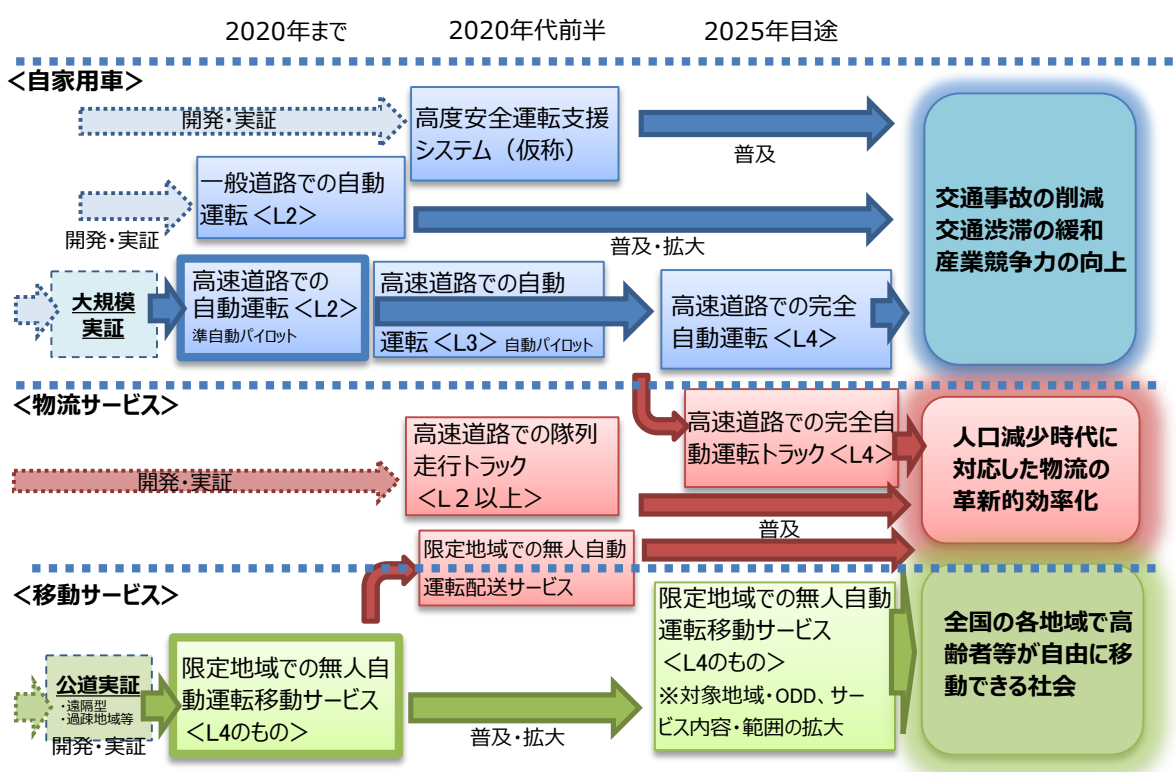 2020年まで
2020年代前半
2025年目途
<自家用車>
開発・実証
高度安全運転支援
システム（仮称）
普及
一般道路での自動
運転<L2>
開発・実証
普及・拡大
大規模
実証
高速道路での
自動運転<L2>
準自動パイロット
高速道路での自動
運転<L3> 自動パイロット
高速道路での完全
自動運転<L4>
交通事故の削減
交通渋滞の緩和
産業競争力の向上
<物流サービス>
開発・実証
高速道路での隊列
走行トラック
<L２以上>
高速道路での完全自
動運転トラック<L4>
普及
限定地域での無人自動
運転配送サービス
人口減少時代に
対応した物流の
革新的効率化
<移動サービス>
公道実証
・遠隔型
・過疎地域等
開発・実証
限定地域での無人自
動運転移動サービス
<L4のもの>
普及・拡大
限定地域での無人自動
運転移動サービス
<L4のもの>
※対象地域・ODD、サー
ビス内容・範囲の拡大
全国の各地域で高
齢者等が自由に移
動できる社会